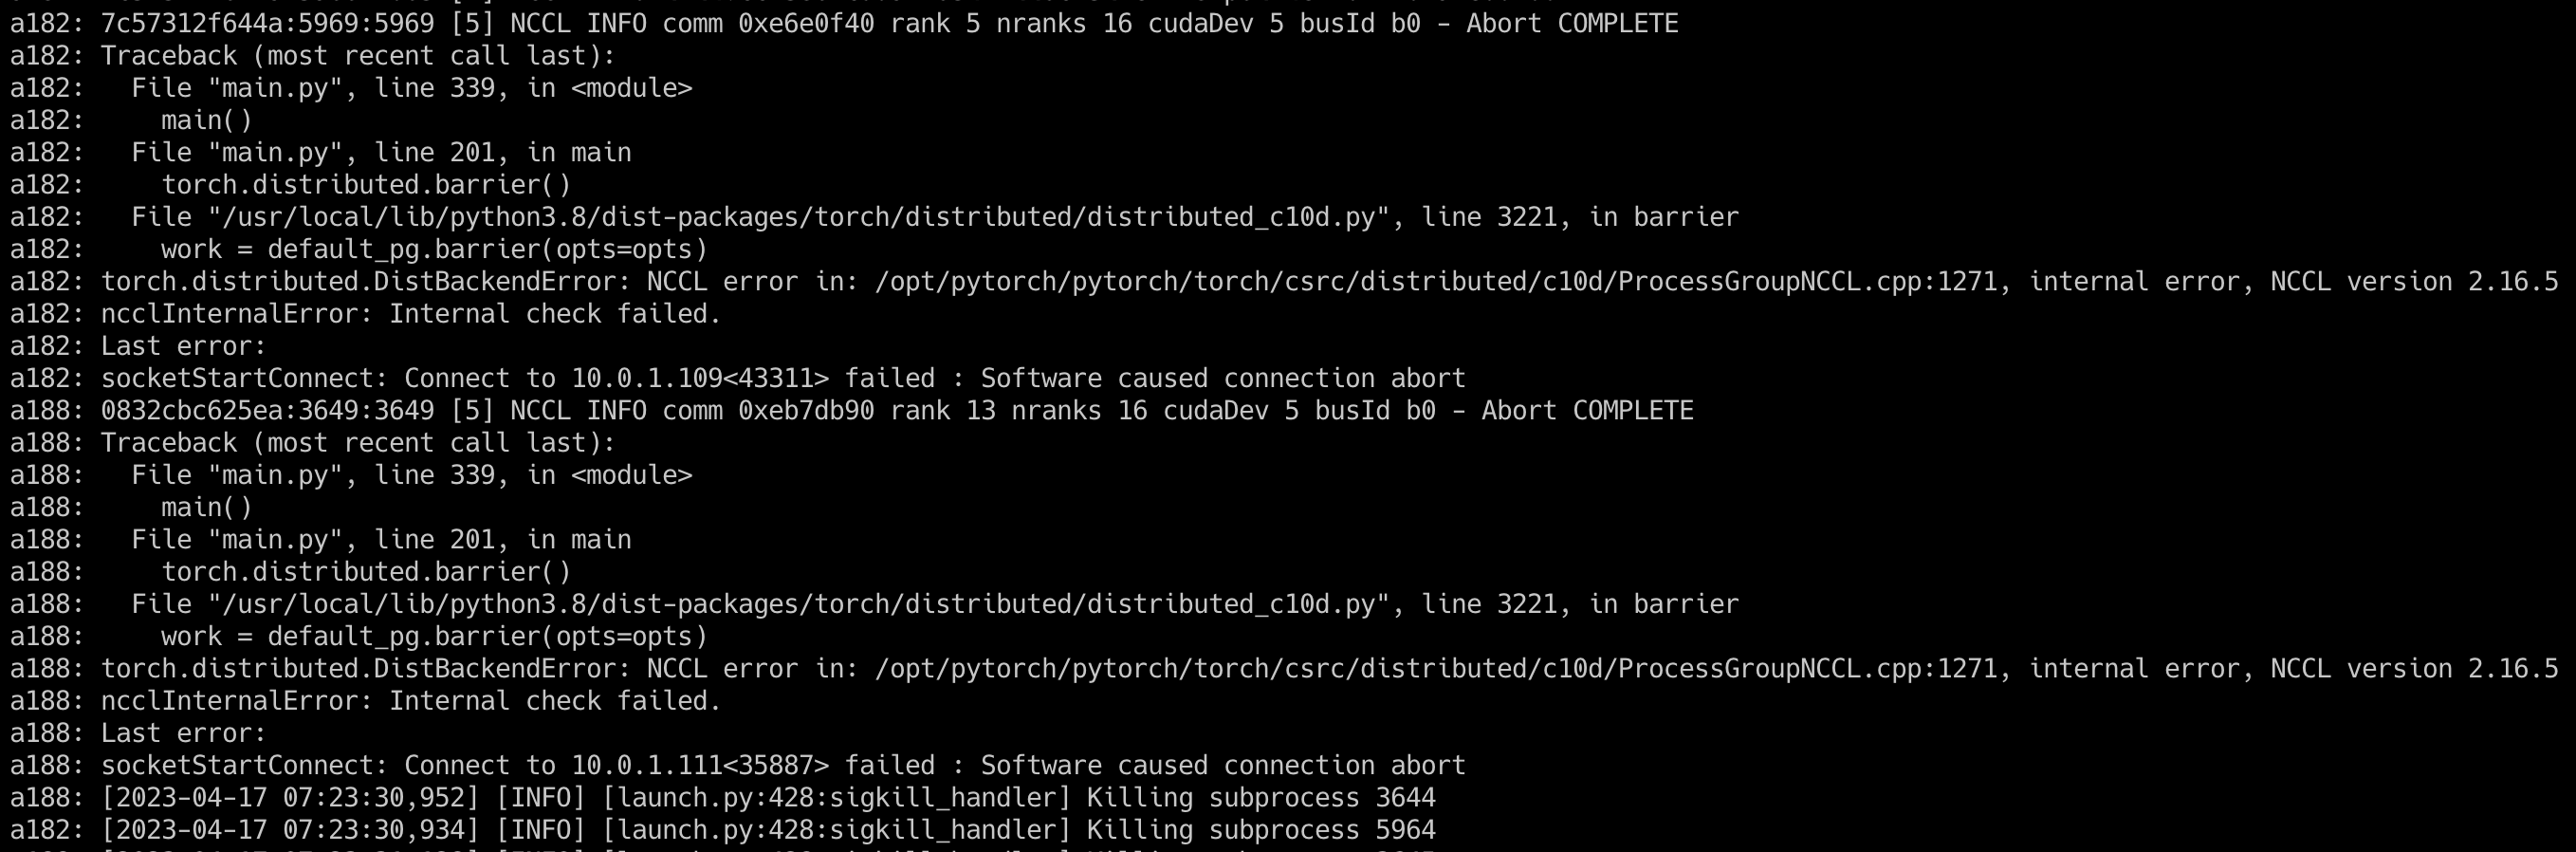 a182: 7c57312f644a:5969:5969 [5] NCCL INFO comm 0xe6e0f40 rank 5 nranks 16 cudaDev 5 busId b0 - Abort COMPLETE
a182: Traceback (most recent call last):
a182:   File "main.py", line 339, in <module>
a182:     main()
a182:   File "main.py", line 201, in main
a182:     torch.distributed.barrier()
a182:   File "/usr/local/lib/python3.8/dist-packages/torch/distributed/distributed_c10d.py", line 3221, in barrier
a182:     work = default_pg.barrier(opts=opts)
a182: torch.distributed.DistBackendError: NCCL error in: /opt/pytorch/pytorch/torch/csrc/distributed/c10d/ProcessGroupNCCL.cpp:1271, internal error, NCCL version 2.16.5
a182: ncclInternalError: Internal check failed.
a182: Last error:
a182: socketStartConnect: Connect to 10.0.1.109<43311> failed : Software caused connection abort
a188: 0832cbc625ea:3649:3649 [5] NCCL INFO comm 0xeb7db90 rank 13 nranks 16 cudaDev 5 busId b0 - Abort COMPLETE
a188: Traceback (most recent call last):
a188:   File "main.py", line 339, in <module>
a188:     main()
a188:   File "main.py", line 201, in main
a188:     torch.distributed.barrier()
a188:   File "/usr/local/lib/python3.8/dist-packages/torch/distributed/distributed_c10d.py", line 3221, in barrier
a188:     work = default_pg.barrier(opts=opts)
a188: torch.distributed.DistBackendError: NCCL error in: /opt/pytorch/pytorch/torch/csrc/distributed/c10d/ProcessGroupNCCL.cpp:1271, internal error, NCCL version 2.16.5
a188: ncclInternalError: Internal check failed.
a188: Last error:
a188: socketStartConnect: Connect to 10.0.1.111<35887> failed : Software caused connection abort
a188: [2023-04-17 07:23:30,952] [INFO] [launch.py:428:sigkill_handler] Killing subprocess 3644
a182: [2023-04-17 07:23:30,934] [INFO] [launch.py:428:sigkill_handler] Killing subprocess 5964